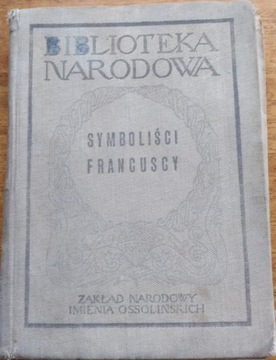 BIBLIOTEKA
NARODOWA
SYMBOLIŚCI
FRANCUSCY
ZAKŁAD NARODOWY
IMIENIA OSSOLIŃSKICH